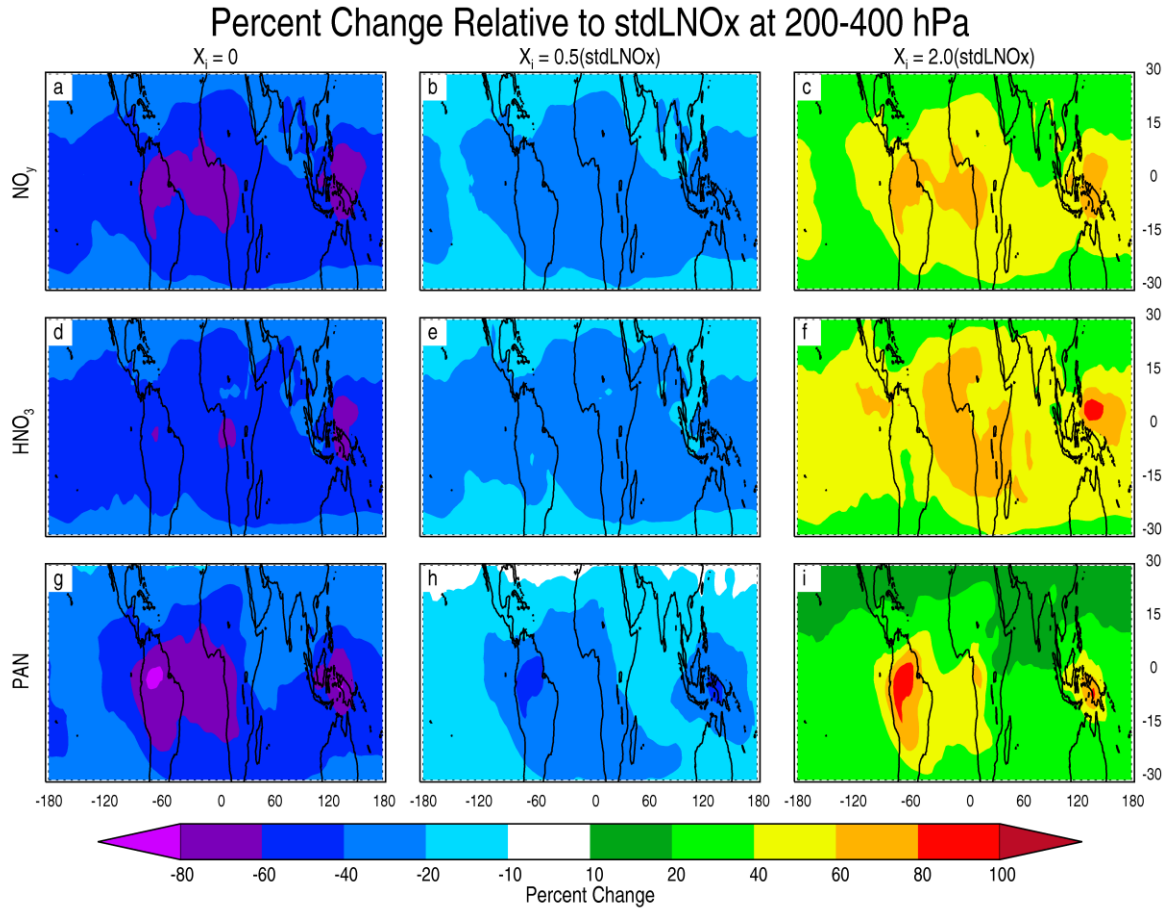 Percent Change Relative to stdLNOx at 200-400 hPa
Xi = 0
Xi = 0.5(stdLNOx)
Xi = 2.0(stdLNOx)
NOy
a
b
c
30
15
0
-15
-30
HNO3
d
e
f
30
15
0
-15
-30
PAN
g
h
i
30
15
0
-15
-30
-180 -120 -60 0 60 120 180
-180 -120 -60 0 60 120 180
-180 -120 -60 0 60 120 180
-80 -60 -40 -20 -10 10 20 40 60 80 100
Percent Change